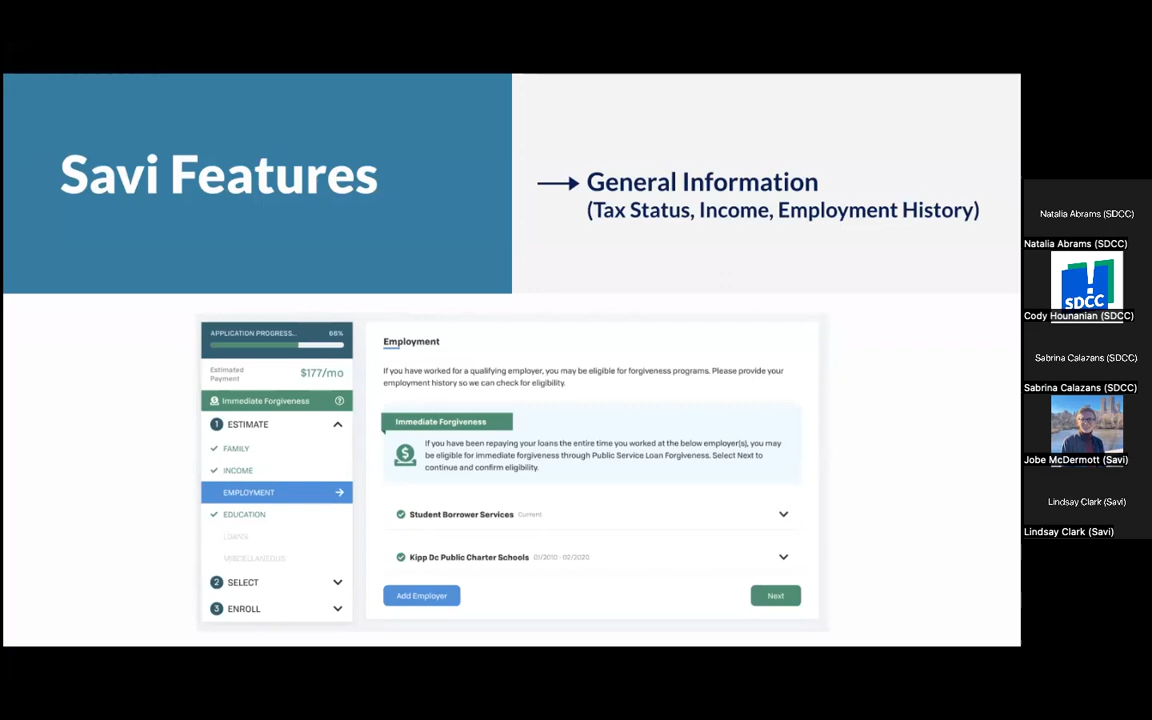 Savi Features
General Information
(Tax Status, Income, Employment History)
APPLICATION PROGRESS...
66%
Estimated
Payment
$177/mo
Immediate Forgiveness
1 ESTIMATE
FAMILY
INCOME
EMPLOYMENT
EDUCATION
LOANS
MISCELLANEOUS
2 SELECT
3 ENROLL
Employment
If you have worked for a qualifying employer, you may be eligible for forgiveness programs. Please provide your
employment history so we can check for eligibility.
Immediate Forgiveness
If you have been repaying your loans the entire time you worked at the below employer(s), you may
be eligible for immediate forgiveness through Public Service Loan Forgiveness. Select Next to
continue and confirm eligibility.
Student Borrower Services Current
Kipp Dc Public Charter Schools 01/2010 - 02/2020
Add Employer
Next
Natalia Abrams (SDCC)
Natalia Abrams (SDCC)
SDCC
Cody Hounanian (SDCC)
Sabrina Calazans (SDCC)
Sabrina Calazans (SDCC)
Jobe McDermott (Savi)
Lindsay Clark (Savi)
Lindsay Clark (Savi)